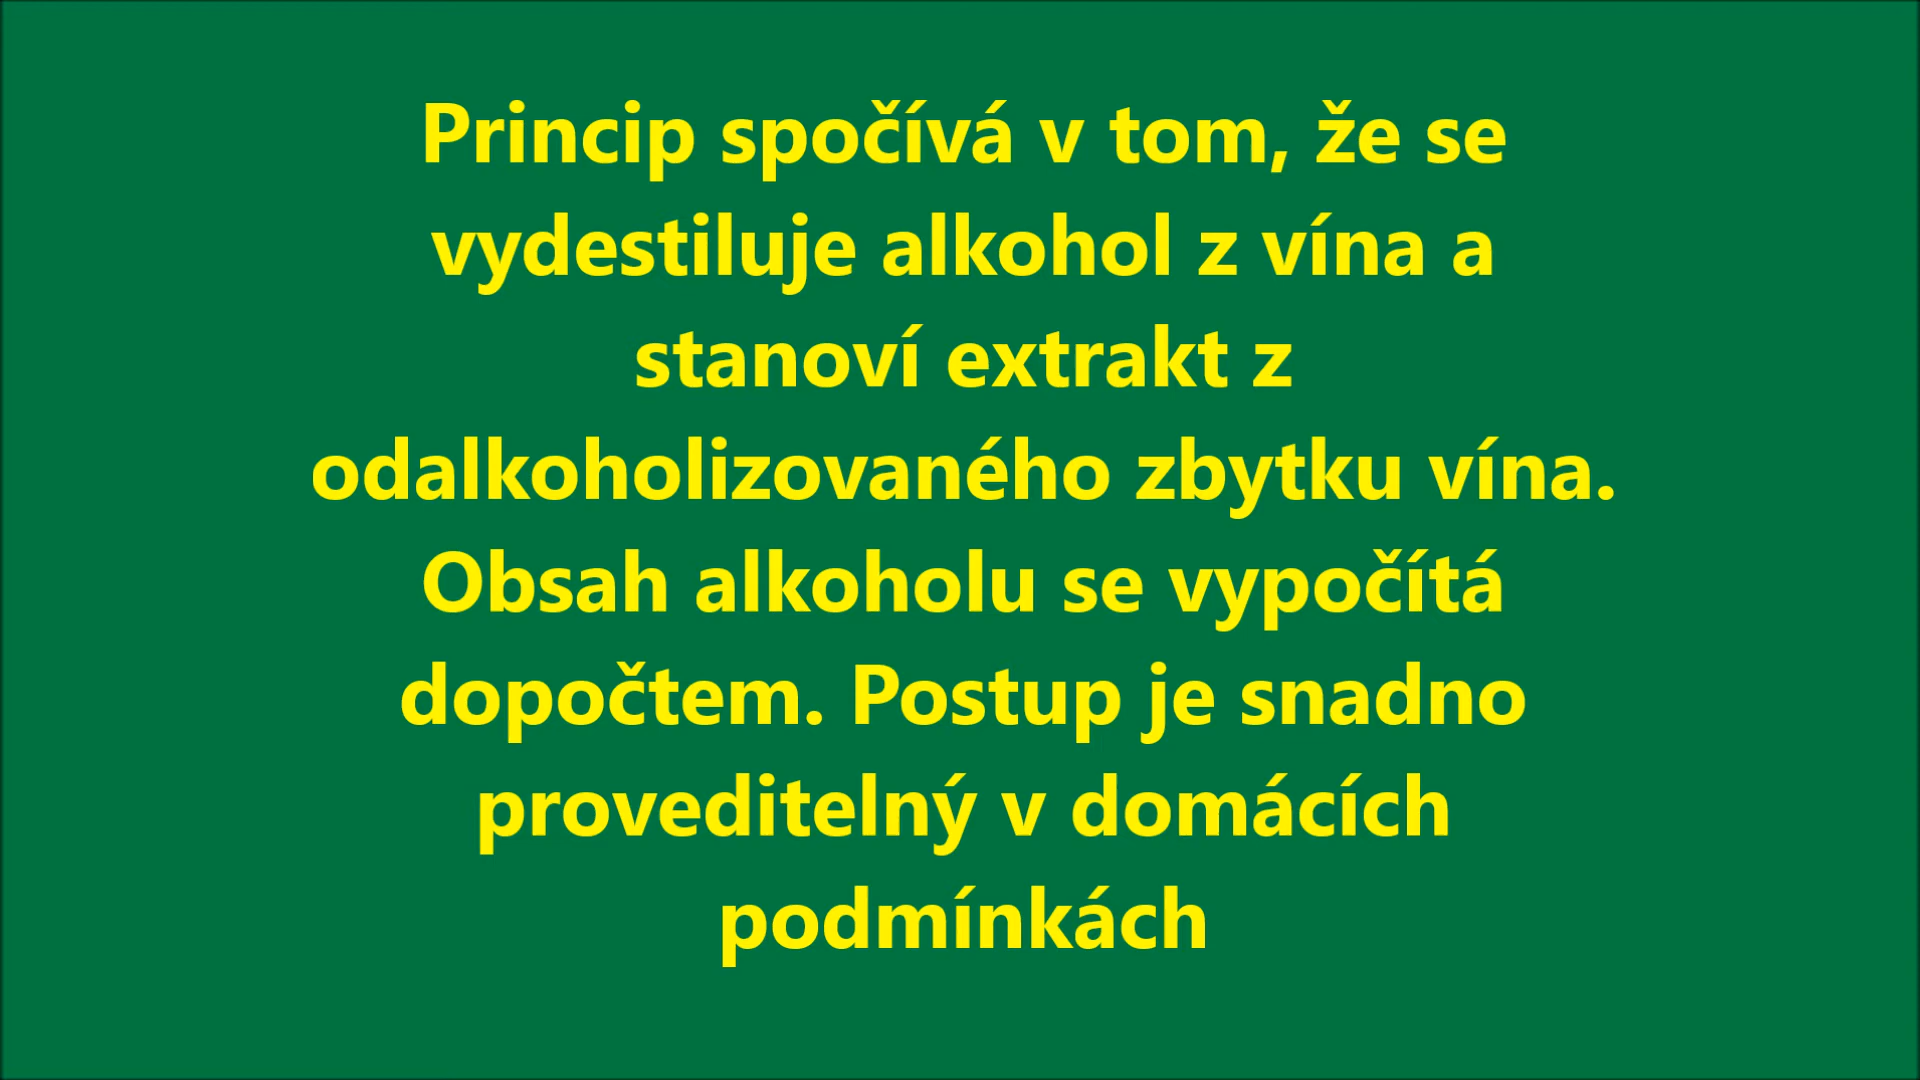 Princip spočívá v tom, že se
vydestiluje alkohol z vína a
stanoví extrakt z
odalkoholizovaného zbytku vína.
Obsah alkoholu se vypočítá
dopočtem. Postup je snadno
proveditelný v domácích
podmínkách